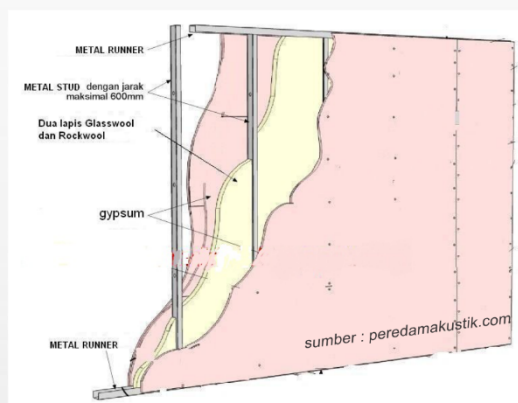 METAL RUNNER
METAL STUD dengan jarak
maksimal 600mm
Dua lapis Glasswool
dan Rockwool
gypsum
sumber : peredamakustik.com
METAL RUNNER